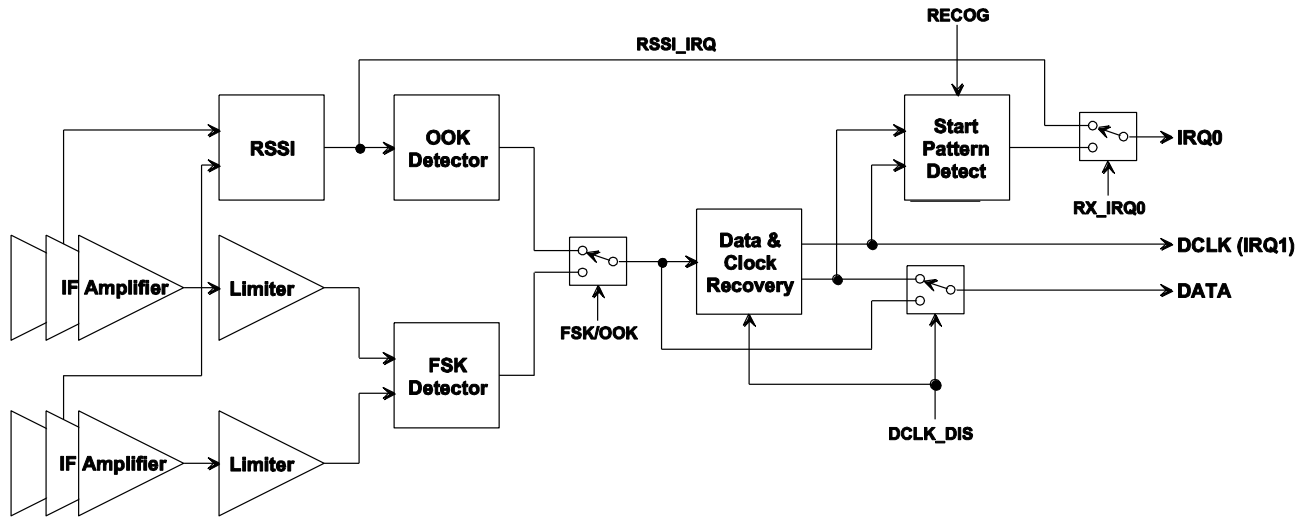 RECOG
RSSI_IRQ
RSSI
OOK
Detector
Start
Pattern
Detect
IRQ0
RX_IRQ0
IF Amplifier
Limiter
Data &
Clock
Recovery
DCLK (IRQ1)
DATA
FSK/OOK
FSK
Detector
DCLK_DIS
IF Amplifier
Limiter